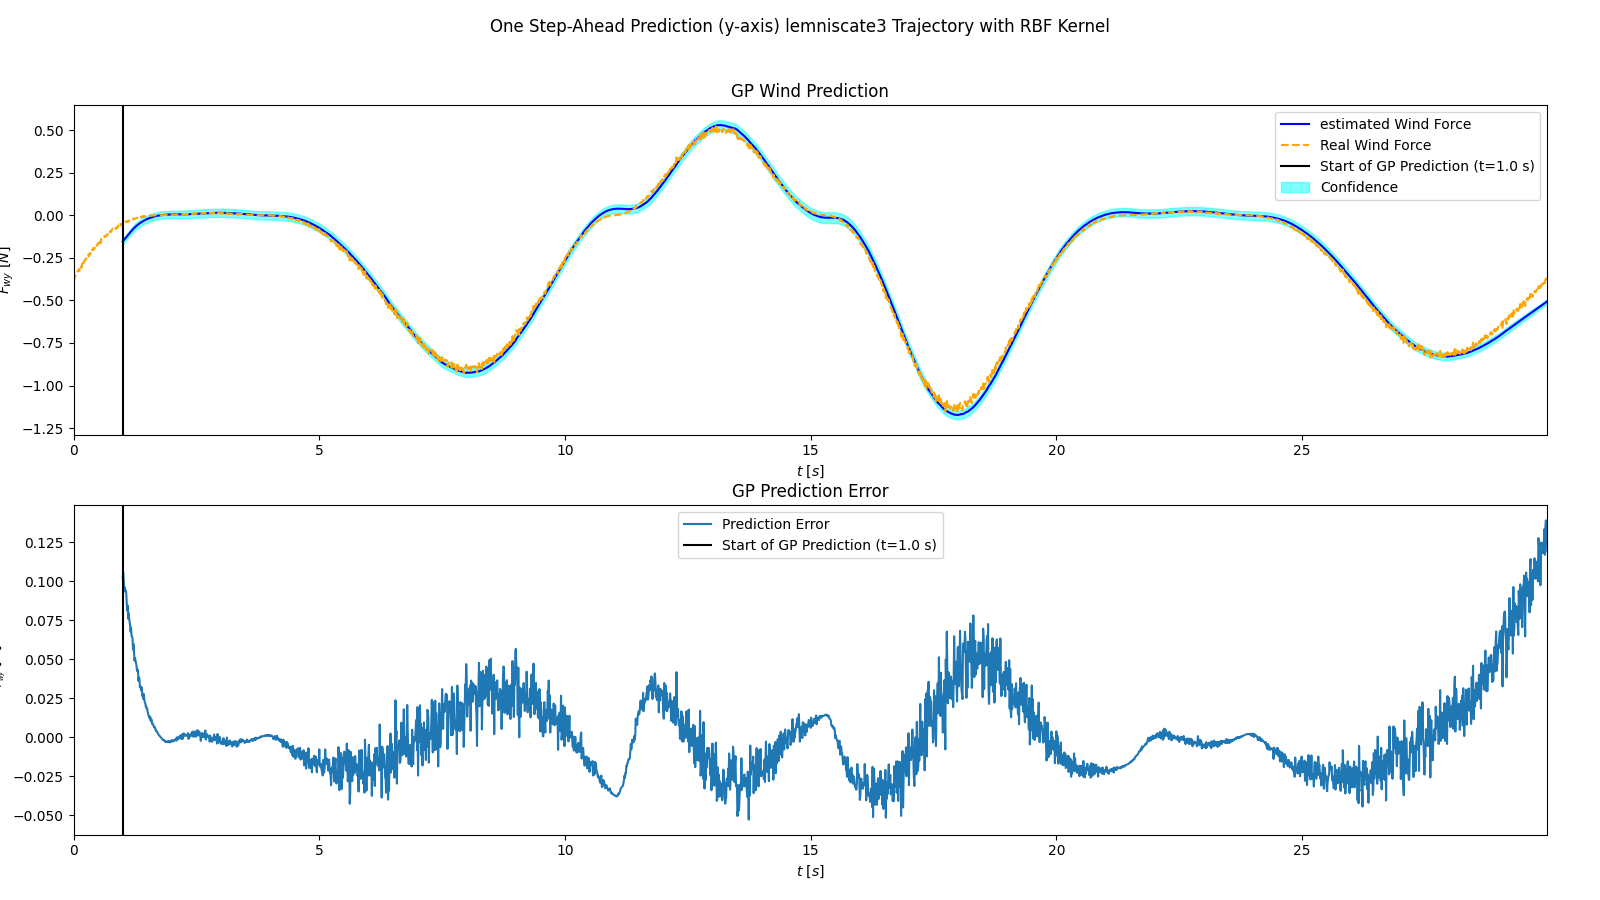 One Step-Ahead Prediction (y-axis) lemniscate3 Trajectory with RBF Kernel
GP Wind Prediction
estimated Wind Force
Real Wind Force
Start of GP Prediction (t=1.0 s)
Confidence
0.50
0.25
0.00
−0.25
−0.50
−0.75
−1.00
−1.25
0 5 10 15 20 25
t [s]
GP Prediction Error
Prediction Error
Start of GP Prediction (t=1.0 s)
0.125
0.100
0.075
0.050
0.025
0.000
−0.025
−0.050
0 5 10 15 20 25
t [s]